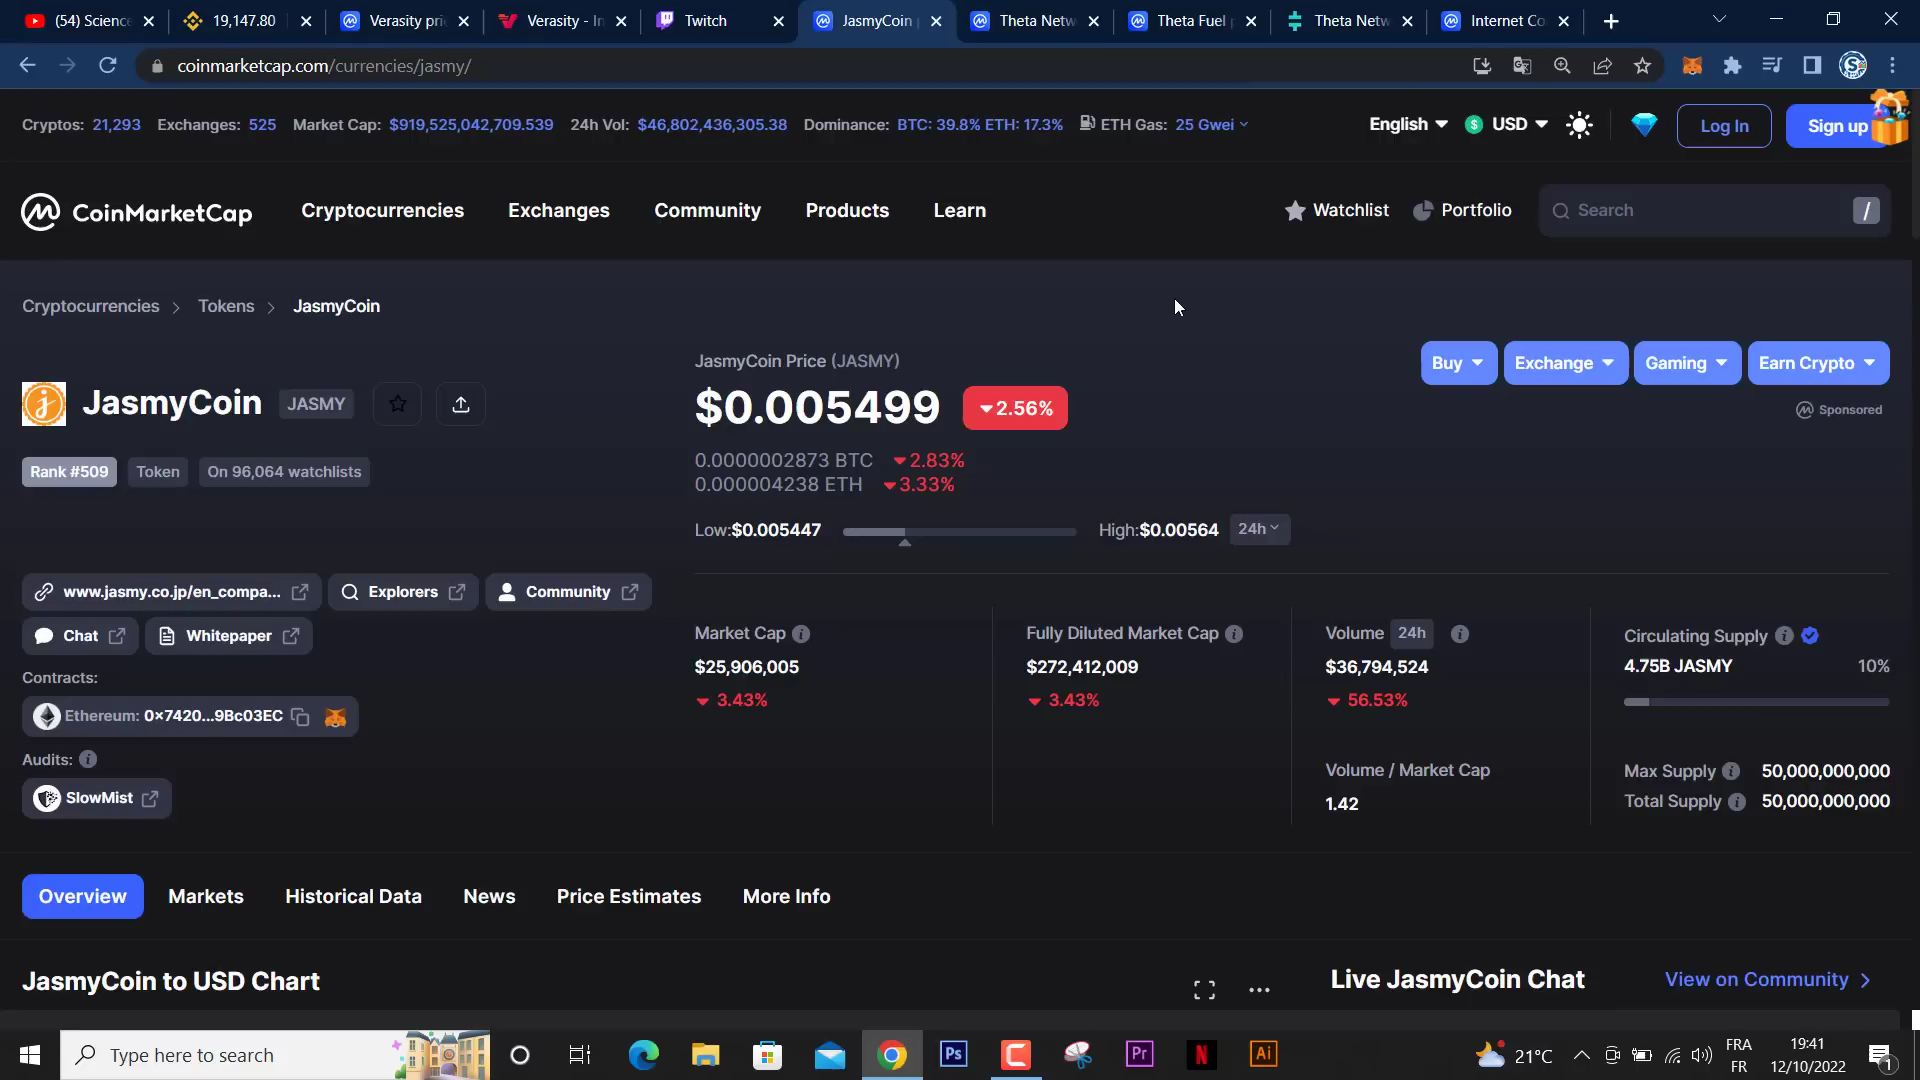 (54) Science
19,147.80
Verasity pri
Verasity - In
Twitch
JasmyCoin p
Theta Netw
Theta Fuel p
Theta Netw
Internet Co
coinmarketcap.com/currencies/jasmy/
Cryptos: 21,293 Exchanges: 525 Market Cap: $919,525,042,709.539 24h Vol: $46,802,436,305.38 Dominance: BTC: 39.8% ETH: 17.3% ETH Gas: 25 Gwei
English
$ USD
Log In
Sign up
CoinMarketCap
Cryptocurrencies
Exchanges
Community
Products
Learn
Watchlist
Portfolio
Search
/
Cryptocurrencies > Tokens > JasmyCoin
JasmyCoin JASMY
Rank #509
Token
On 96,064 watchlists
JasmyCoin Price (JASMY)
$0.005499 2.56%
0.0000002873 BTC 2.83%
0.000004238 ETH 3.33%
Low:$0.005447 High:$0.00564 24h
Buy
Exchange
Gaming
Earn Crypto
Sponsored
www.jasmy.co.jp/en_compa...
Explorers
Community
Chat
Whitepaper
Contracts:
Ethereum: 0x7420...9Bc03EC
Audits:
SlowMist
Market Cap
$25,906,005
3.43%
Fully Diluted Market Cap
$272,412,009
3.43%
Volume 24h
$36,794,524
56.53%
Volume / Market Cap
1.42
Circulating Supply
4.75B JASMY 10%
Max Supply 50,000,000,000
Total Supply 50,000,000,000
Overview
Markets
Historical Data
News
Price Estimates
More Info
JasmyCoin to USD Chart
Live JasmyCoin Chat
View on Community >
Type here to search
Ps
Pr
N
Ai
21°C
FRA
FR
19:41
12/10/2022
1